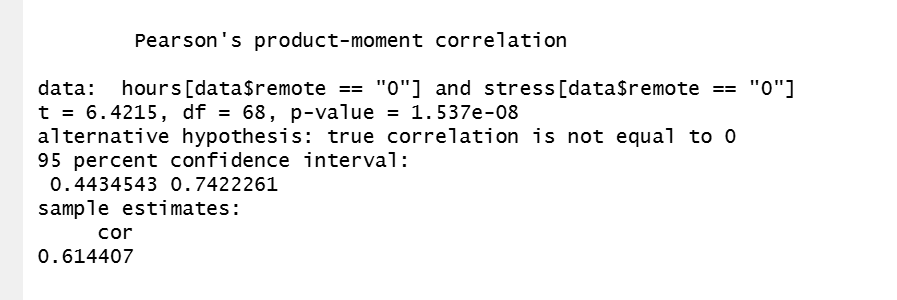 Pearson's product-moment correlation
data:  hours[data$remote == "0"] and stress[data$remote == "0"]
t = 6.4215, df = 68, p-value = 1.537e-08
alternative hypothesis: true correlation is not equal to 0
95 percent confidence interval:
 0.4434543 0.7422261
sample estimates:
     cor
0.614407